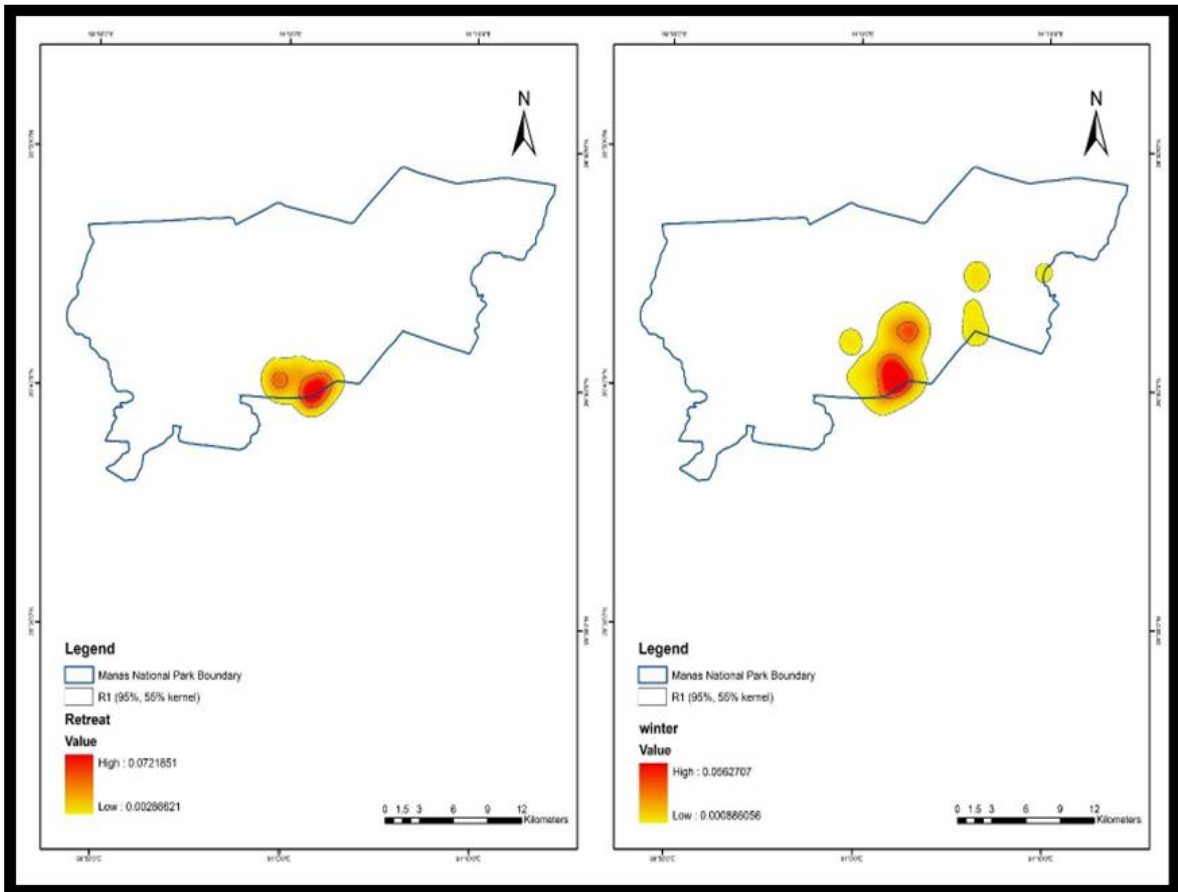 N
Legend
Manas National Park Boundary
R1 (95%, 55% kernel)
Retreat
Value
High : 0.0721851
Low : 0.00286621
0 1.5 3 6 9 12
Kilometers
N
Legend
Manas National Park Boundary
R1 (95%, 55% kernel)
winter
Value
High : 0.0562707
Low : 0.000886056
0 1.5 3 6 9 12
Kilometers